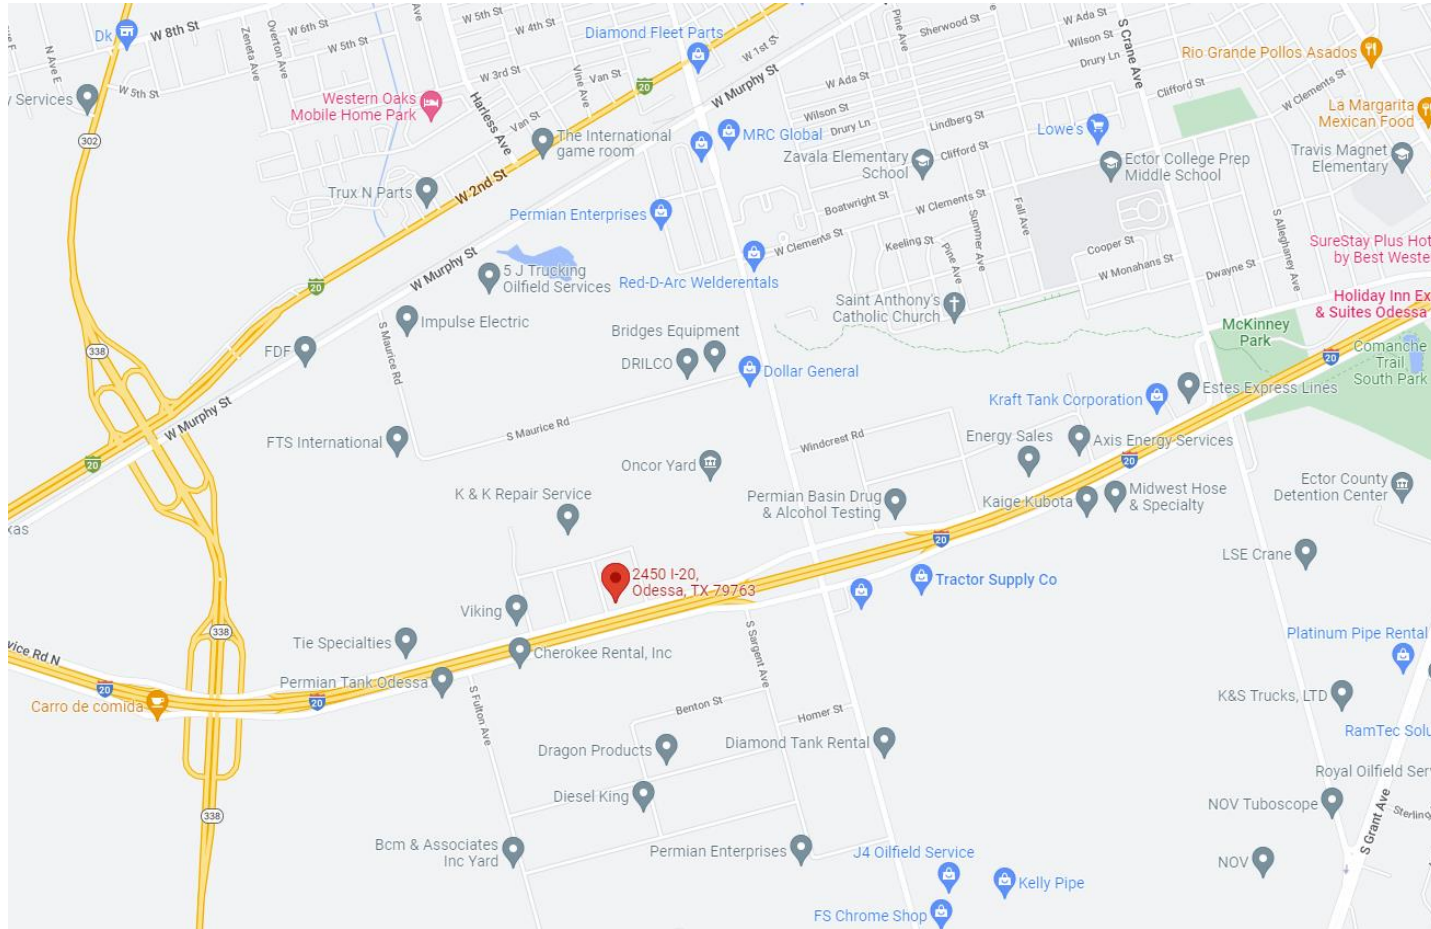 Dk
W 8th St
Zeneta Ave
Overton Ave
W 6th St
W 5th St
W 5th St
W 4th St
Diamond Fleet Parts
W 1st St
Pine Ave
Sherwood St
W Ada St
Wilson St
Drury Ln
S Crane Ave
Rio Grande Pollos Asados
N Ave E
W 5th St
y Services
302
Western Oaks
Mobile Home Park
W 3rd St
Vine Ave
Van St
Van St
Harless Ave
20
W Murphy St
W Ada St
Wilson St
Drury Ln
Lindberg St
Clifford St
Clifford St
W Clements St
La Margarita
Mexican Food
The International
game room
MRC Global
Zavala Elementary
School
Lowe's
Ector College Prep
Middle School
Travis Magnet
Elementary
Trux N Parts
W 2nd St
Permian Enterprises
Boatwright St
W Clements St
Fall Ave
Summer Ave
Pine Ave
Keeling St
W Clements St
Cooper St
W Monahans St
Dwayne St
S Alleghaney Ave
SureStay Plus Hot
by Best Weste
W Murphy St
5 J Trucking
Oilfield Services
Red-D-Arc Welderentals
20
Saint Anthony's
Catholic Church
Holiday Inn Ex
& Suites Odessa
Impulse Electric
S Maurice Rd
Bridges Equipment
DRILCO
Dollar General
McKinney
Park
20
Comanche
Trail
South Park
338
FDF
W Murphy St
Kraft Tank Corporation
Estes Express Lines
FTS International
S Maurice Rd
Windcrest Rd
Energy Sales
Axis Energy Services
20
20
Oncor Yard
K & K Repair Service
Permian Basin Drug
& Alcohol Testing
Kaige Kubota
Midwest Hose
& Specialty
Ector County
Detention Center
xas
20
LSE Crane
2450 I-20,
Odessa, TX 79763
Tractor Supply Co
Viking
338
Tie Specialties
Cherokee Rental, Inc
S Sargent Ave
Platinum Pipe Rental
vice Rd N
20
20
Permian Tank Odessa
Carro de comida
S Fulton Ave
Benton St
Homer St
K&S Trucks, LTD
Dragon Products
Diamond Tank Rental
RamTec Solu
Royal Oilfield Ser
Diesel King
338
NOV Tuboscope
Sterling
S Grant Ave
Bcm & Associates
Inc Yard
Permian Enterprises
J4 Oilfield Service
NOV
Kelly Pipe
FS Chrome Shop